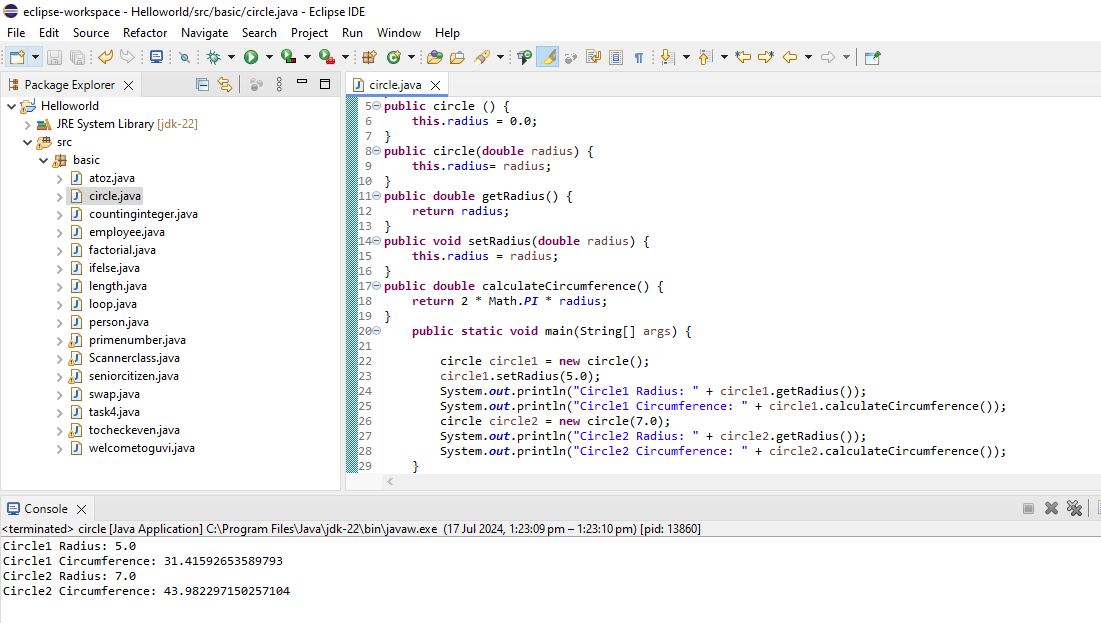 eclipse-workspace - Helloworld/src/basic/circle.java - Eclipse IDE
File Edit Source Refactor Navigate Search Project Run Window Help
Package Explorer
Helloworld
JRE System Library [jdk-22]
src
basic
atoz.java
circle.java
countinginteger.java
employee.java
factorial.java
ifelse.java
length.java
loop.java
person.java
primenumber.java
Scannerclass.java
seniorcitizen.java
swap.java
task4.java
tocheckeven.java
welcometoguvi.java
circle.java
5 public circle () {
6 this.radius = 0.0;
7 }
8 public circle(double radius) {
9 this.radius= radius;
10 }
11 public double getRadius() {
12 return radius;
13 }
14 public void setRadius(double radius) {
15 this.radius = radius;
16 }
17 public double calculateCircumference() {
18 return 2 * Math.PI * radius;
19 }
20 public static void main(String[] args) {
21
22 circle circle1 = new circle();
23 circle1.setRadius(5.0);
24 System.out.println("Circle1 Radius: " + circle1.getRadius());
25 System.out.println("Circle1 Circumference: " + circle1.calculateCircumference());
26 circle circle2 = new circle(7.0);
27 System.out.println("Circle2 Radius: " + circle2.getRadius());
28 System.out.println("Circle2 Circumference: " + circle2.calculateCircumference());
29 }
Console
<terminated> circle [Java Application] C:\Program Files\Java\jdk-22\bin\javaw.exe (17 Jul 2024, 1:23:09 pm – 1:23:10 pm) [pid: 13860]
Circle1 Radius: 5.0
Circle1 Circumference: 31.41592653589793
Circle2 Radius: 7.0
Circle2 Circumference: 43.982297150257104